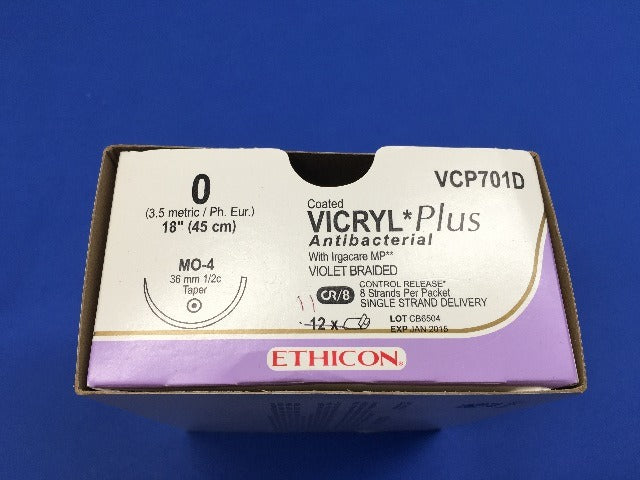 0
(3.5 metric / Ph. Eur.)
18" (45 cm)
MO-4
36 mm 1/2c
Taper
VCP701D
Coated
VICRYL* Plus
Antibacterial
With Irgacare MP**
VIOLET BRAIDED
CR/8
CONTROL RELEASE*
8 Strands Per Packet
SINGLE STRAND DELIVERY
11
12 x
LOT CB6504
EXP JAN 2015
ETHICON